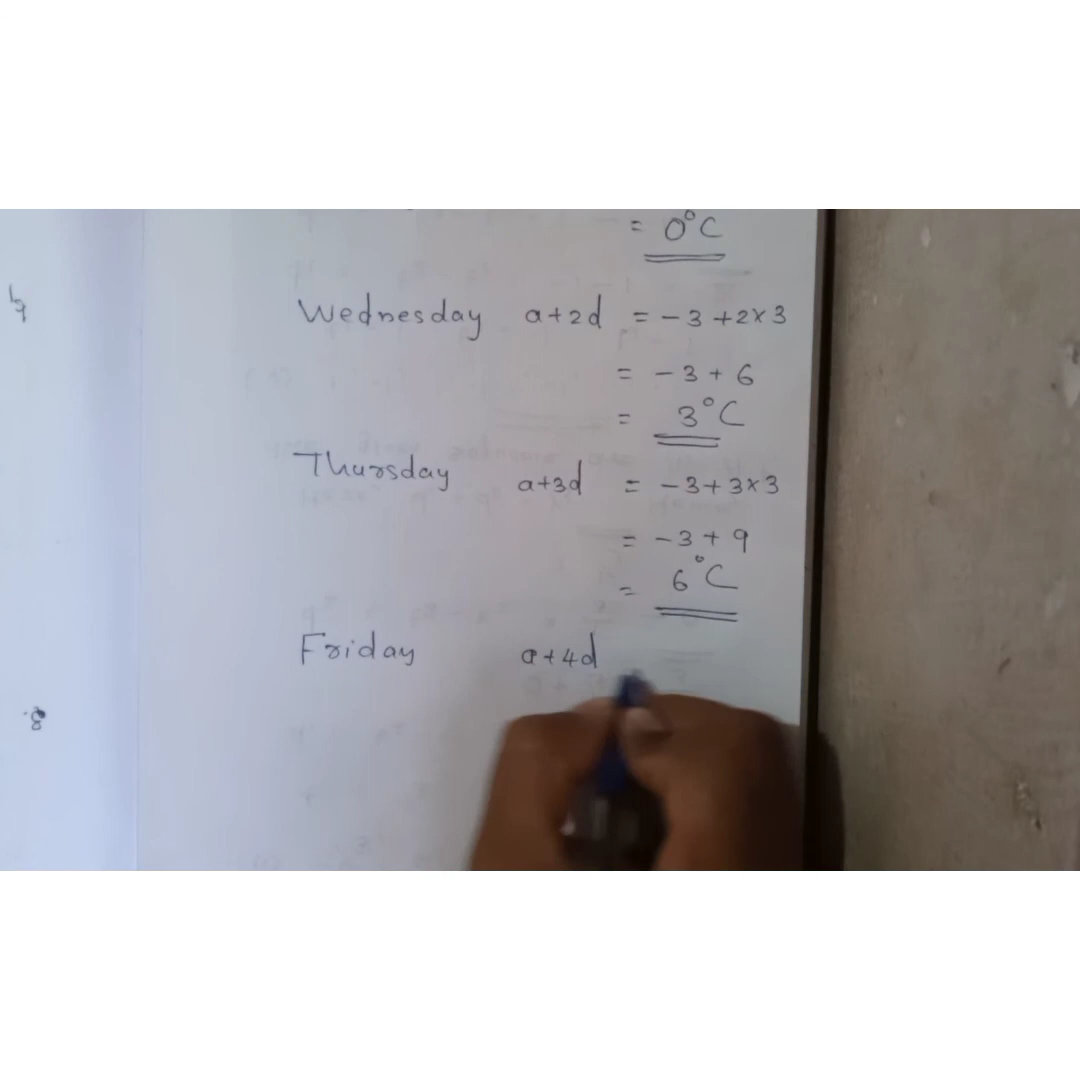 = 0°C
Wednesday a+2d = -3 +2×3
= -3 + 6
= 3°C
Thursday a+3d = -3+3×3
= -3 + 9
= 6°C
Friday a+4d
8.